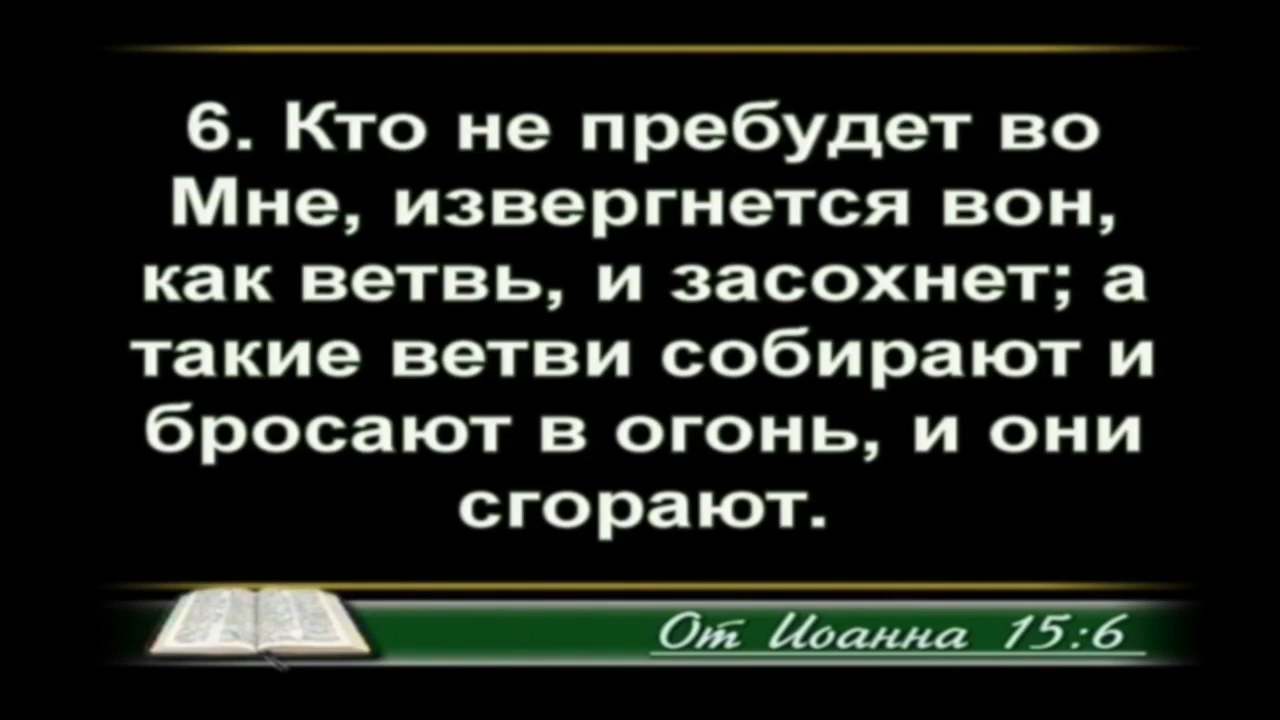 6. Кто не пребудет во
Мне, извергнется вон,
как ветвь, и засохнет; а
такие ветви собирают и
бросают в огонь, и они
сгорают.
От Иоанна 15:6